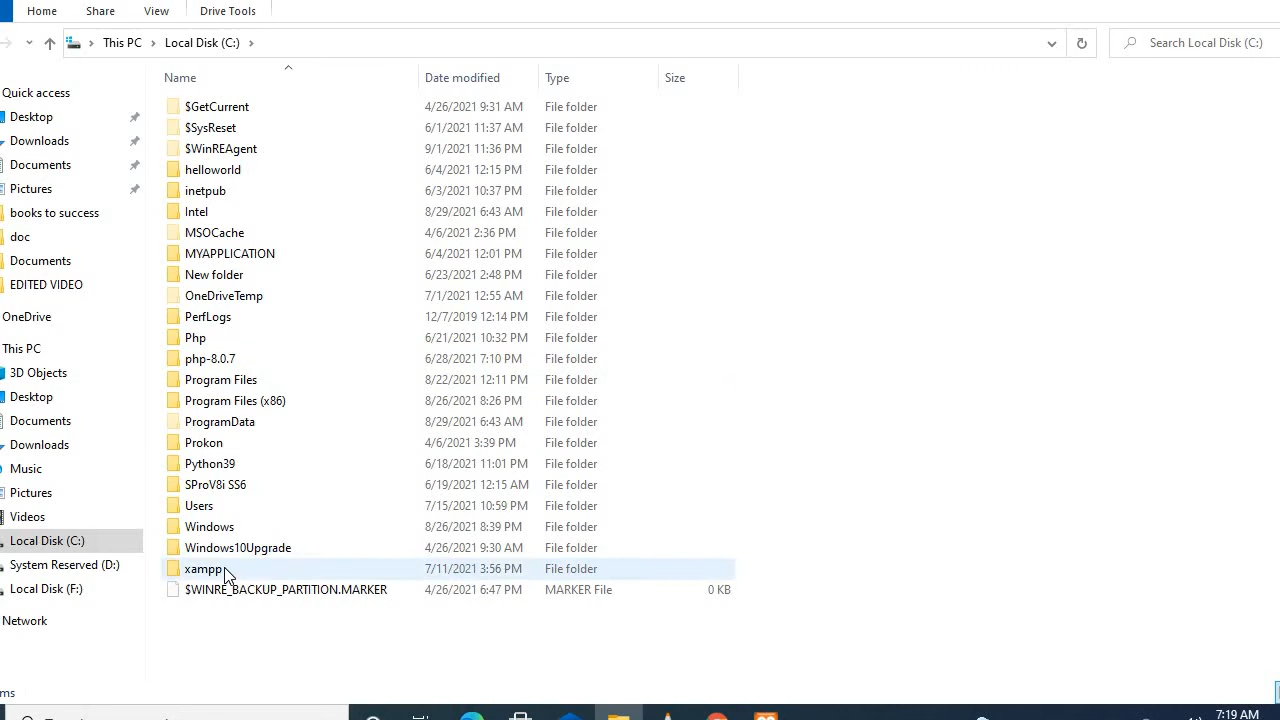 Home Share View Drive Tools
This PC Local Disk (C:) Search Local Disk (C:)
Name Date modified Type Size
Quick access
Desktop
Downloads
Documents
Pictures
books to success
doc
Documents
EDITED VIDEO
OneDrive
This PC
3D Objects
Desktop
Documents
Downloads
Music
Pictures
Videos
Local Disk (C:)
System Reserved (D:)
Local Disk (F:)
Network
$GetCurrent 4/26/2021 9:31 AM File folder
$SysReset 6/1/2021 11:37 AM File folder
$WinREAgent 9/1/2021 11:36 PM File folder
helloworld 6/4/2021 12:15 PM File folder
inetpub 6/3/2021 10:37 PM File folder
Intel 8/29/2021 6:43 AM File folder
MSOCache 4/6/2021 2:36 PM File folder
MYAPPLICATION 6/4/2021 12:01 PM File folder
New folder 6/23/2021 2:48 PM File folder
OneDriveTemp 7/1/2021 12:55 AM File folder
PerfLogs 12/7/2019 12:14 PM File folder
Php 6/21/2021 10:32 PM File folder
php-8.0.7 6/28/2021 7:10 PM File folder
Program Files 8/22/2021 12:11 PM File folder
Program Files (x86) 8/26/2021 8:26 PM File folder
ProgramData 8/29/2021 6:43 AM File folder
Prokon 4/6/2021 3:39 PM File folder
Python39 6/18/2021 11:01 PM File folder
SProV8i SS6 6/19/2021 12:15 AM File folder
Users 7/15/2021 10:59 PM File folder
Windows 8/26/2021 8:39 PM File folder
Windows10Upgrade 4/26/2021 9:30 AM File folder
xampp 7/11/2021 3:56 PM File folder
$WINRE_BACKUP_PARTITION.MARKER 4/26/2021 6:47 PM MARKER File 0 KB
7:19 AM